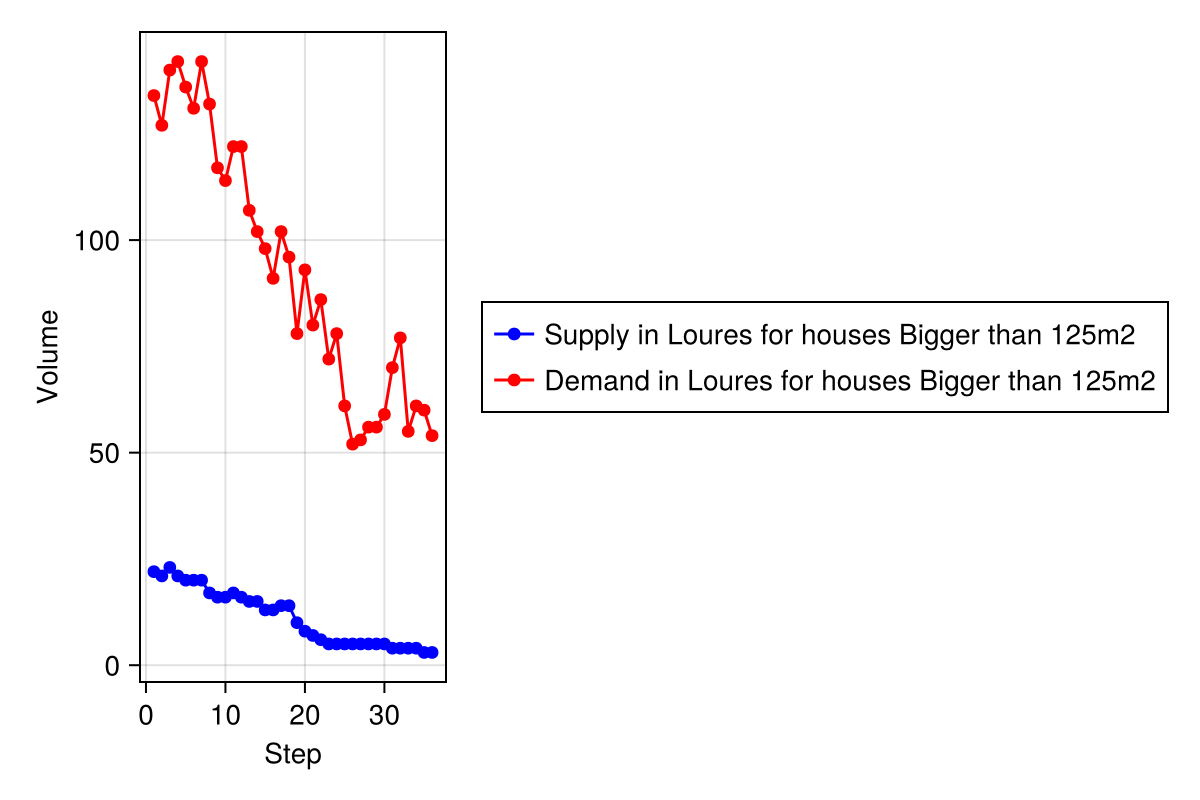 100
50
0
Volume
0 10 20 30
Step
Supply in Loures for houses Bigger than 125m2
Demand in Loures for houses Bigger than 125m2